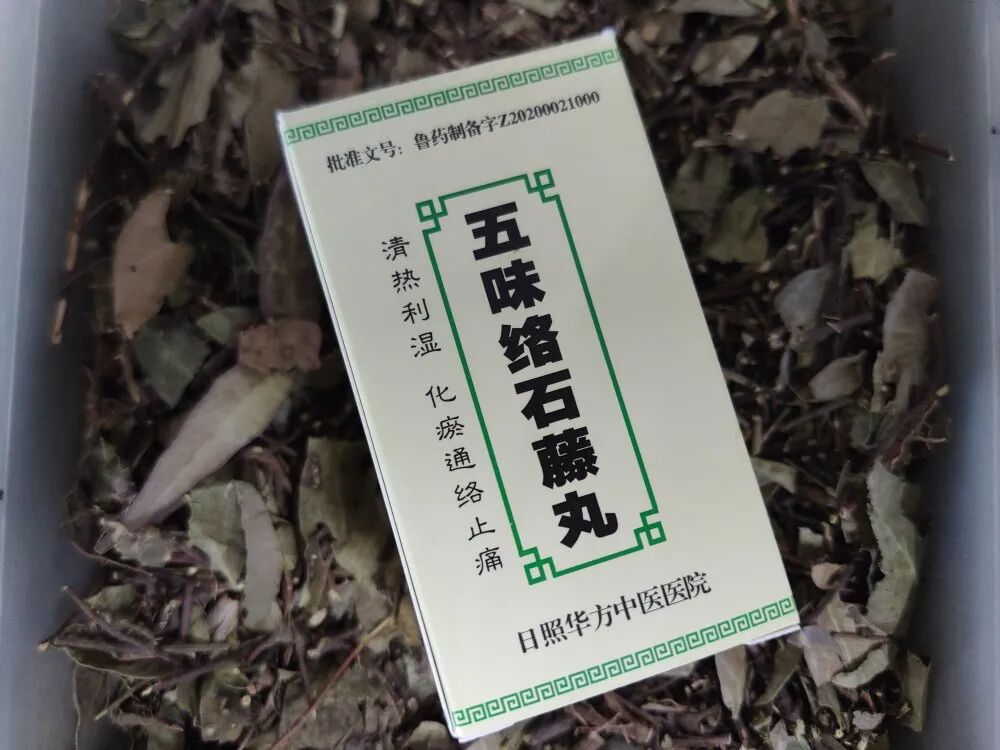 批准文号：鲁药制备字Z20200021000
五味络石藤丸
清热利湿 化瘀通络止痛
日照华方中医医院